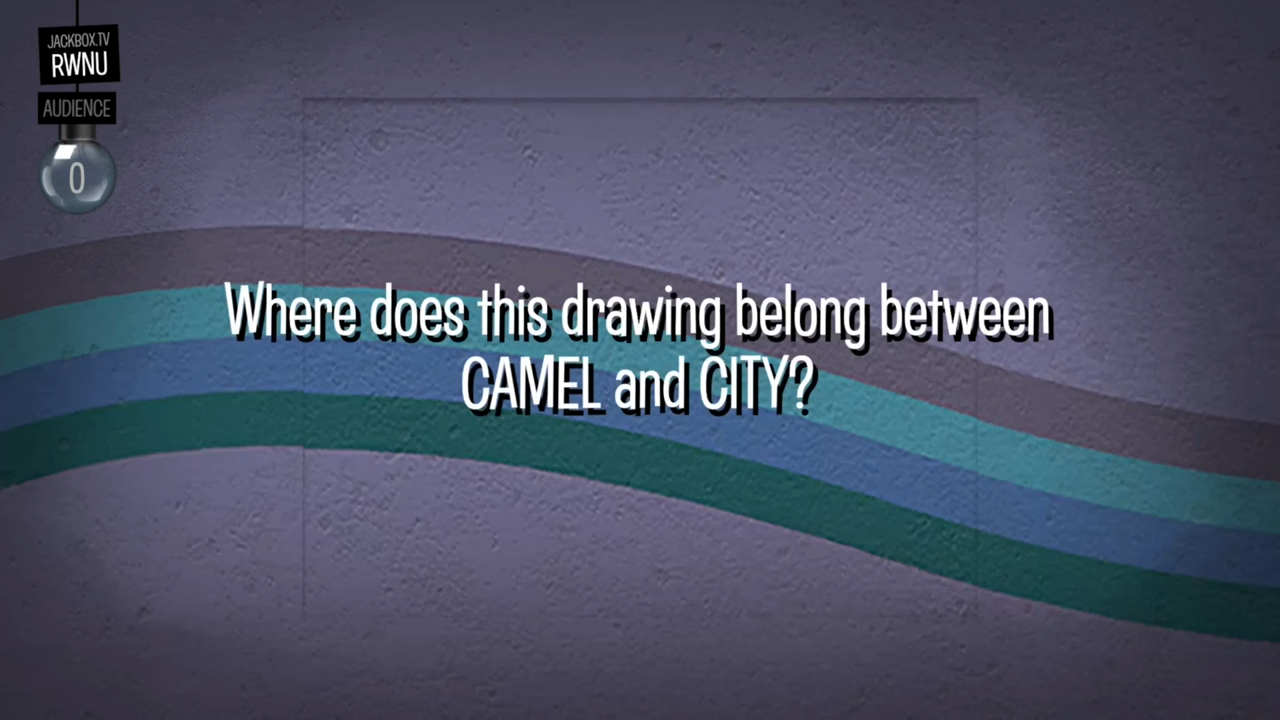 JACKBOX.TV
RWNU
AUDIENCE
0
Where does this drawing belong between
CAMEL and CITY?